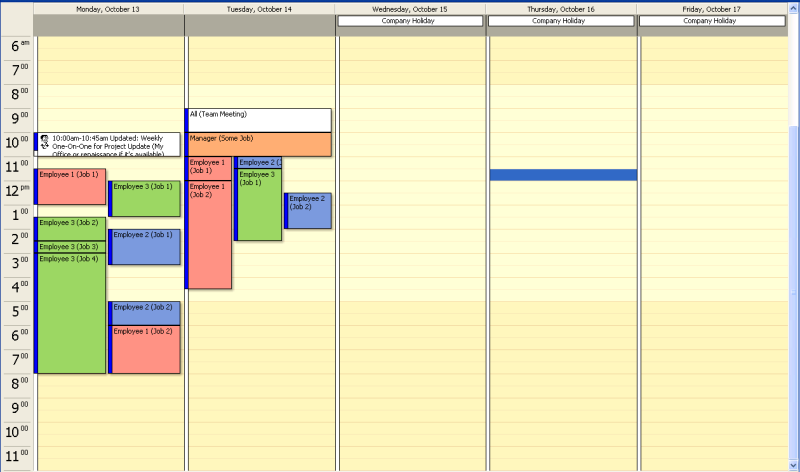 Monday, October 13
Tuesday, October 14
Wednesday, October 15
Thursday, October 16
Friday, October 17
Company Holiday
Company Holiday
Company Holiday
6 am
7 00
8 00
9 00
10 00
11 00
12 pm
1 00
2 00
3 00
4 00
5 00
6 00
7 00
8 00
9 00
10 00
11 00
10:00am-10:45am Updated: Weekly
One-On-One for Project Update (My
Office or renaissance if it's available)
Employee 1 (Job 1)
Employee 3 (Job 1)
Employee 3 (Job 2)
Employee 2 (Job 1)
Employee 3 (Job 3)
Employee 3 (Job 4)
Employee 2 (Job 2)
Employee 1 (Job 2)
All (Team Meeting)
Manager (Some Job)
Employee 1
(Job 1)
Employee 2 (
Employee 3
(Job 1)
Employee 1
(Job 2)
Employee 2
(Job 2)